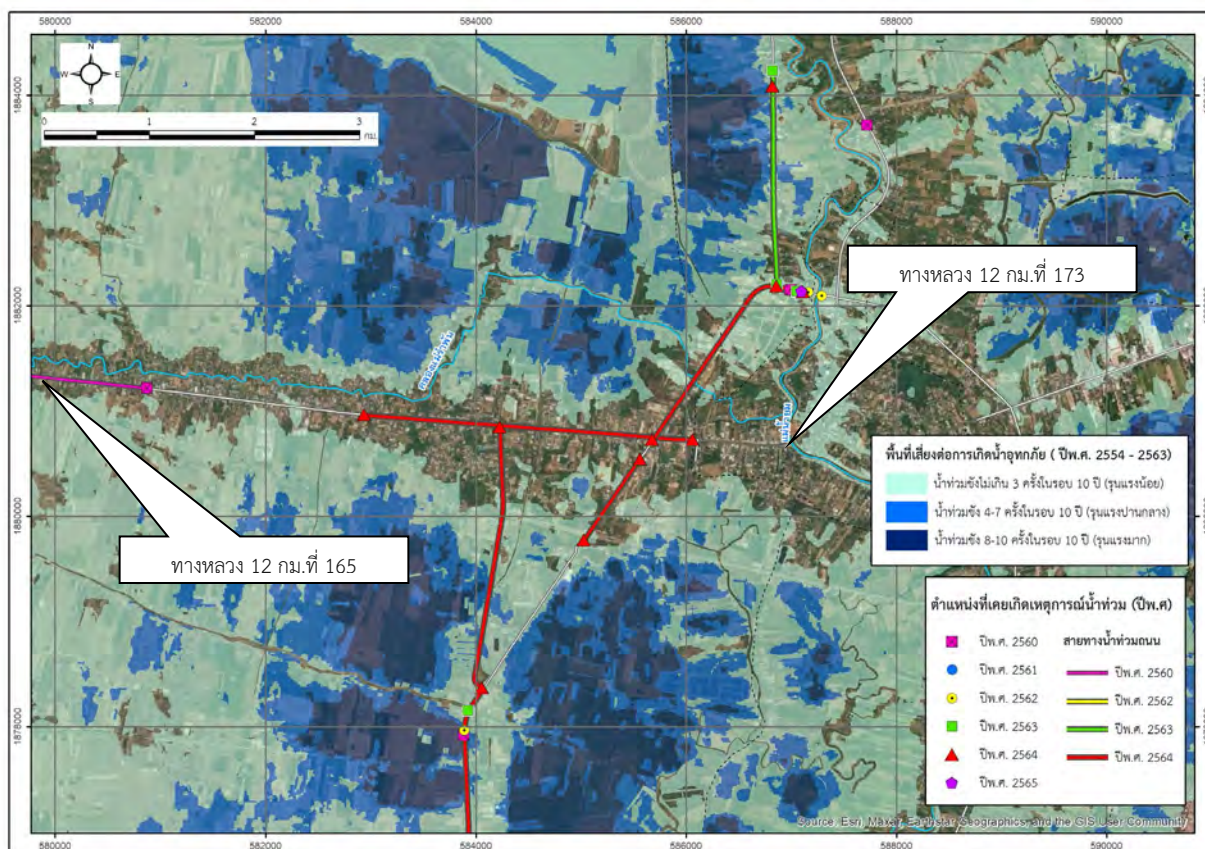 580000 582000 584000 586000 588000 590000
N
W E
S
0 1 2 3
กม.
1884000
1882000
1880000
1878000
ทางหลวง 12 กม.ที่ 173
ทางหลวง 12 กม.ที่ 165
แม่น้ำยม
พื้นที่เสี่ยงต่อการเกิดน้ำอุทกภัย ( ปีพ.ศ. 2554 - 2563)
น้ำท่วมขังไม่เกิน 3 ครั้งในรอบ 10 ปี (รุนแรงน้อย)
น้ำท่วมขัง 4-7 ครั้งในรอบ 10 ปี (รุนแรงปานกลาง)
น้ำท่วมขัง 8-10 ครั้งในรอบ 10 ปี (รุนแรงมาก)
ตำแหน่งที่เคยเกิดเหตุการณ์น้ำท่วม (ปีพ.ศ)
ปีพ.ศ. 2560 สายทางน้ำท่วมถนน
ปีพ.ศ. 2561 ปีพ.ศ. 2560
ปีพ.ศ. 2562 ปีพ.ศ. 2562
ปีพ.ศ. 2563 ปีพ.ศ. 2563
ปีพ.ศ. 2564 ปีพ.ศ. 2564
ปีพ.ศ. 2565
Source: Esri, Maxar, Earthstar Geographics, and the GIS User Community
580000 582000 584000 586000 588000 590000